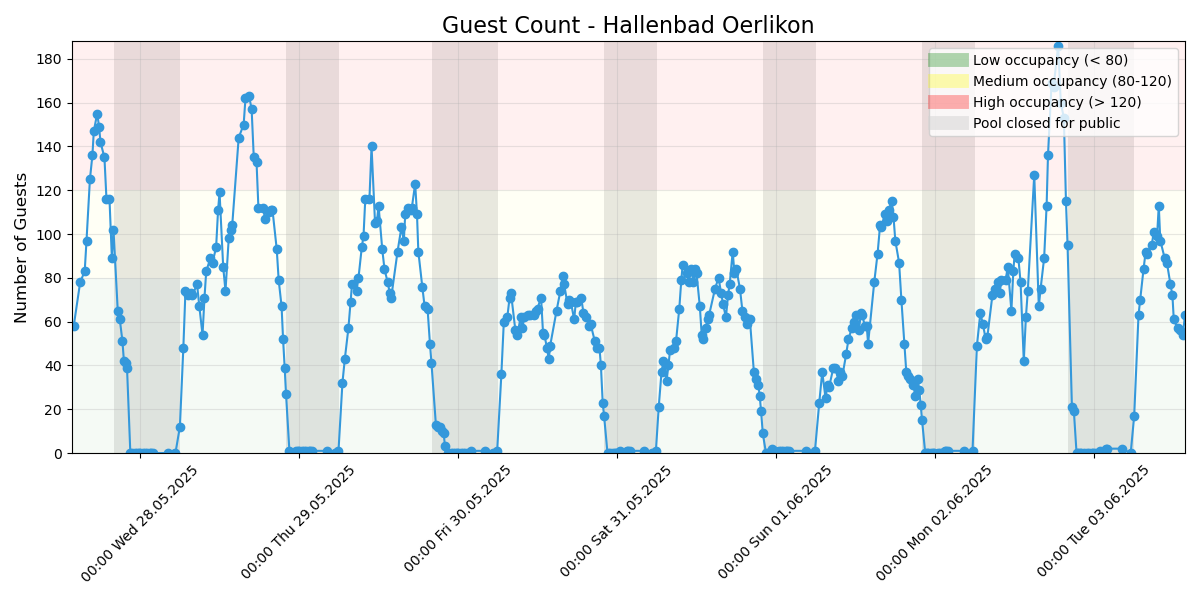 Guest Count - Hallenbad Oerlikon
Number of Guests
180
160
140
120
100
80
60
40
20
0
Low occupancy (< 80)
Medium occupancy (80-120)
High occupancy (> 120)
Pool closed for public
00:00 Wed 28.05.2025
00:00 Thu 29.05.2025
00:00 Fri 30.05.2025
00:00 Sat 31.05.2025
00:00 Sun 01.06.2025
00:00 Mon 02.06.2025
00:00 Tue 03.06.2025